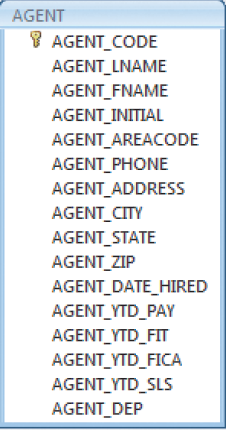 AGENT
AGENT_CODE
AGENT_LNAME
AGENT_FNAME
AGENT_INITIAL
AGENT_AREACODE
AGENT_PHONE
AGENT_ADDRESS
AGENT_CITY
AGENT_STATE
AGENT_ZIP
AGENT_DATE_HIRED
AGENT_YTD_PAY
AGENT_YTD_FIT
AGENT_YTD_FICA
AGENT_YTD_SLS
AGENT_DEP